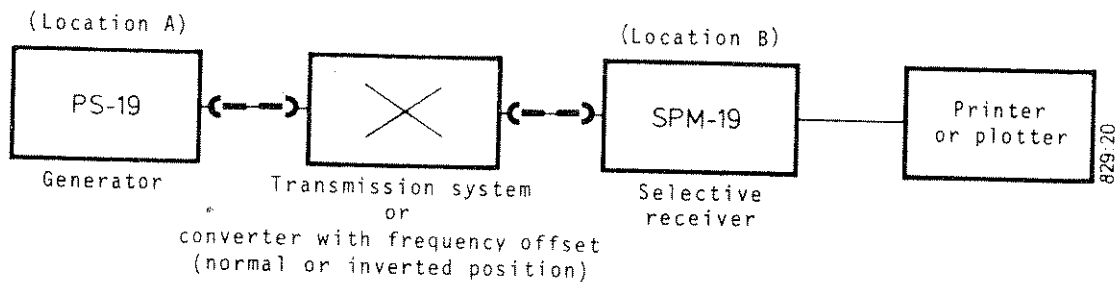 (Location A)
PS-19
Generator
Transmission system
or
converter with frequency offset
(normal or inverted position)
(Location B)
SPM-19
Selective
receiver
Printer
or plotter
829·20